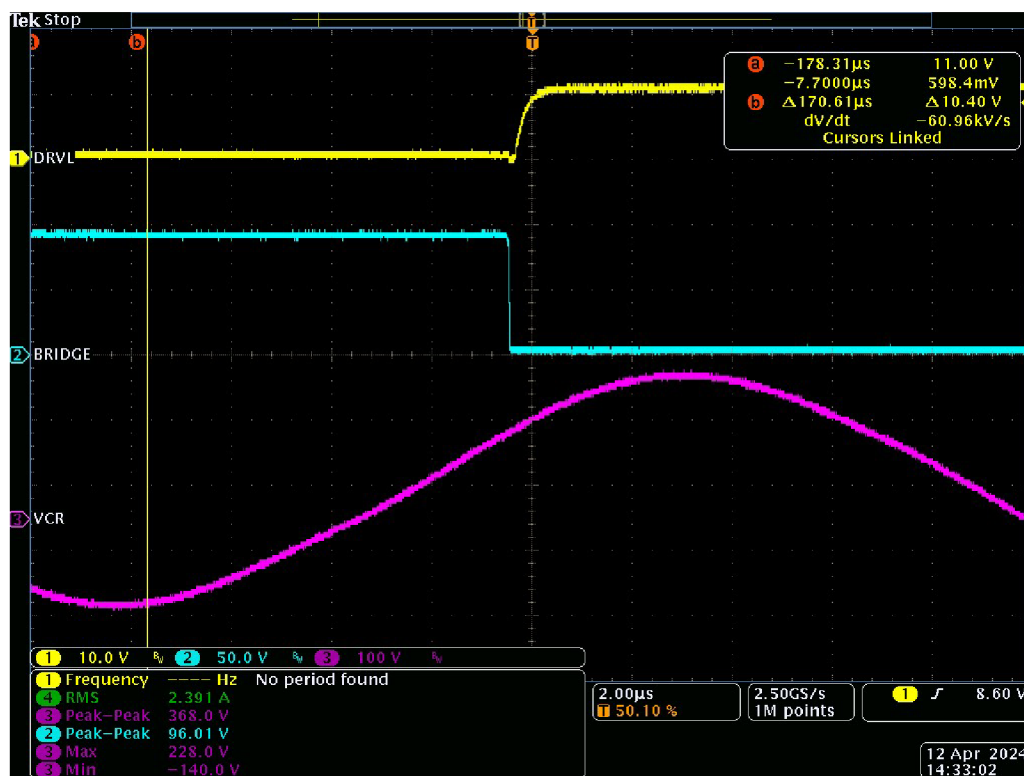 Tek Stop
a b T
T
a −178.31µs 11.00 V
−7.7000µs 598.4mV
b Δ170.61µs Δ10.40 V
dV/dt −60.96kV/s
Cursors Linked
1 DRVL
2 BRIDGE
3 VCR
1 10.0 V BW 2 50.0 V BW 3 100 V BW
1 Frequency −−−− Hz No period found
4 RMS 2.391 A
3 Peak−Peak 368.0 V
2 Peak−Peak 96.01 V
3 Max 228.0 V
3 Min −140.0 V
2.00µs
T 50.10 %
2.50GS/s
1M points
1 8.60 V
12 Apr 2024
14:33:02